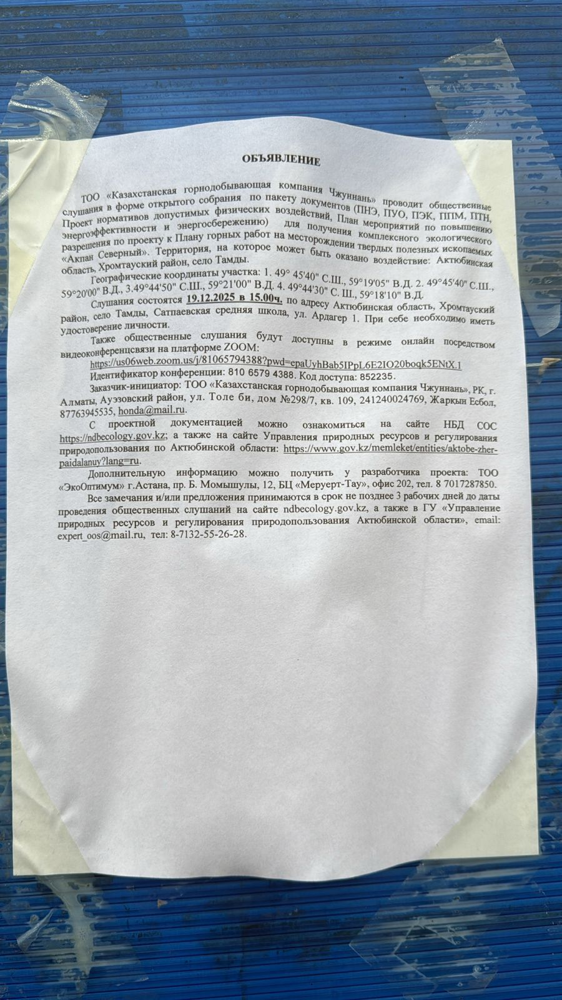 ОБЪЯВЛЕНИЕ
ТОО «Казахстанская горнодобывающая компания Чжуннань» проводит общественные
слушания в форме открытого собрания по пакету документов (ПНЭ, ПУО, ПЭК, ППМ, ПТН,
Проект нормативов допустимых физических воздействий, План мероприятий по повышению
энергоэффективности и энергосбережению) для получения комплексного экологического
разрешения по проекту к Плану горных работ на месторождении твердых полезных ископаемых
«Акпан Северный». Территория, на которое может быть оказано воздействие: Актюбинская
область, Хромтауский район, село Тамды.
Географические координаты участка: 1. 49° 45'40" С.Ш., 59°19'05" В.Д. 2. 49°45'40" С.Ш.,
59°20'00" В.Д., 3.49°44'50" С.Ш., 59°21'00" В.Д. 4. 49°44'30" С. Ш., 59°18'10" В.Д.
Слушания состоятся 19.12.2025 в 15.00ч. по адресу Актюбинская область, Хромтауский
район, село Тамды, Сатпаевская средняя школа, ул. Ардагер 1. При себе необходимо иметь
удостоверение личности.
Также общественные слушания будут доступны в режиме онлайн посредством
видеоконференцсвязи на платформе ZOOM:
https://us06web.zoom.us/j/81065794388?pwd=epaUyhBab5IPpL6E2IO20boqk5ENtX.1
Идентификатор конференции: 810 6579 4388. Код доступа: 852235.
Заказчик-инициатор: ТОО «Казахстанская горнодобывающая компания Чжуннань», РК, г.
Алматы, Ауэзовский район, ул. Толе би, дом №298/7, кв. 109, 241240024769, Жаркын Есбол,
87763945535, honda@mail.ru.
С проектной документацией можно ознакомиться на сайте НБД СОС
https://ndbecology.gov.kz; а также на сайте Управления природных ресурсов и регулирования
природопользования по Актюбинской области: https://www.gov.kz/memleket/entities/aktobe-zher-
paidalanuy?lang=ru.
Дополнительную информацию можно получить у разработчика проекта: ТОО
«ЭкоОптимум» г.Астана, пр. Б. Момышулы, 12, БЦ «Меруерт-Тау», офис 202, тел. 8 7017287850.
Все замечания и/или предложения принимаются в срок не позднее 3 рабочих дней до даты
проведения общественных слушаний на сайте ndbecology.gov.kz, а также в ГУ «Управление
природных ресурсов и регулирования природопользования Актюбинской области», email:
expert_oos@mail.ru, тел: 8-7132-55-26-28.